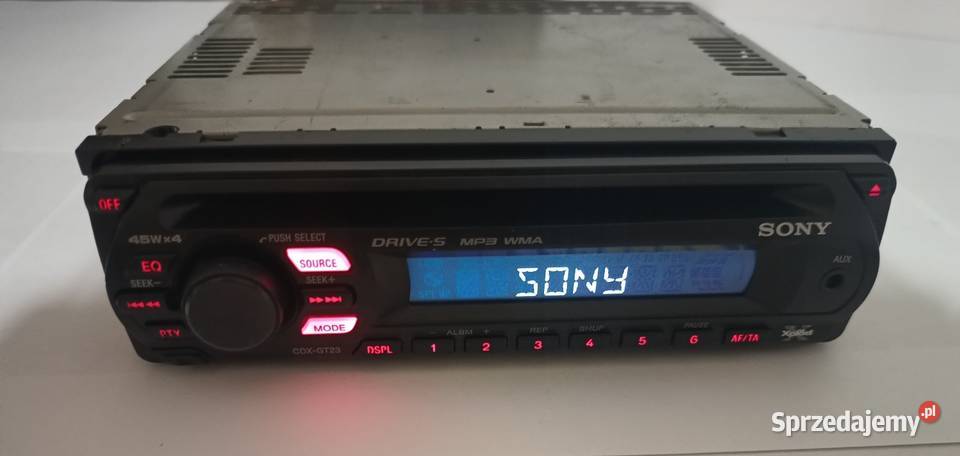 OFF
45W×4
PUSH SELECT
DRIVE·S MP3 WMA
SONY
EQ
SOURCE
SEEK−
SEEK+
SONY
AUX
PTY
MODE
− ALBM +
REP
SHUF
PAUSE
CDX-GT23
DSPL
1
2
3
4
5
6
AF/TA
Xplod
Sprzedajemy.pl